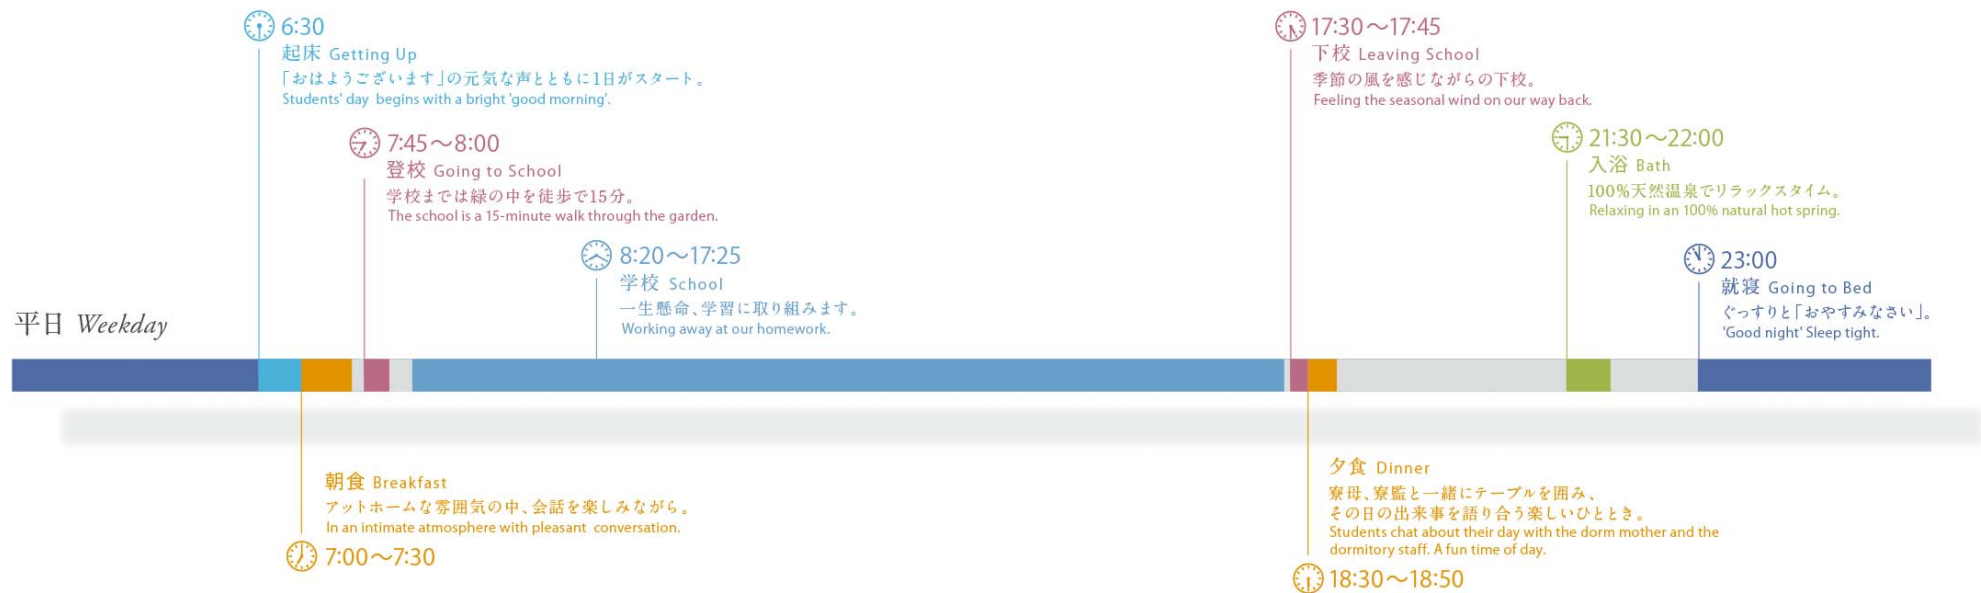 6:30
起床 Getting Up
「おはようございます」の元気な声とともに1日がスタート。
Students' day begins with a bright 'good morning'.
7:45～8:00
登校 Going to School
学校までは緑の中を徒歩で15分。
The school is a 15-minute walk through the garden.
8:20～17:25
学校 School
一生懸命、学習に取り組みます。
Working away at our homework.
17:30～17:45
下校 Leaving School
季節の風を感じながらの下校。
Feeling the seasonal wind on our way back.
21:30～22:00
入浴 Bath
100%天然温泉でリラックスタイム。
Relaxing in an 100% natural hot spring.
23:00
就寝 Going to Bed
ぐっすりと「おやすみなさい」。
'Good night' Sleep tight.
平日 Weekday
朝食 Breakfast
アットホームな雰囲気の中、会話を楽しみながら。
In an intimate atmosphere with pleasant conversation.
7:00～7:30
夕食 Dinner
寮母、寮監と一緒にテーブルを囲み、
その日の出来事を語り合う楽しいひととき。
Students chat about their day with the dorm mother and the
dormitory staff. A fun time of day.
18:30～18:50